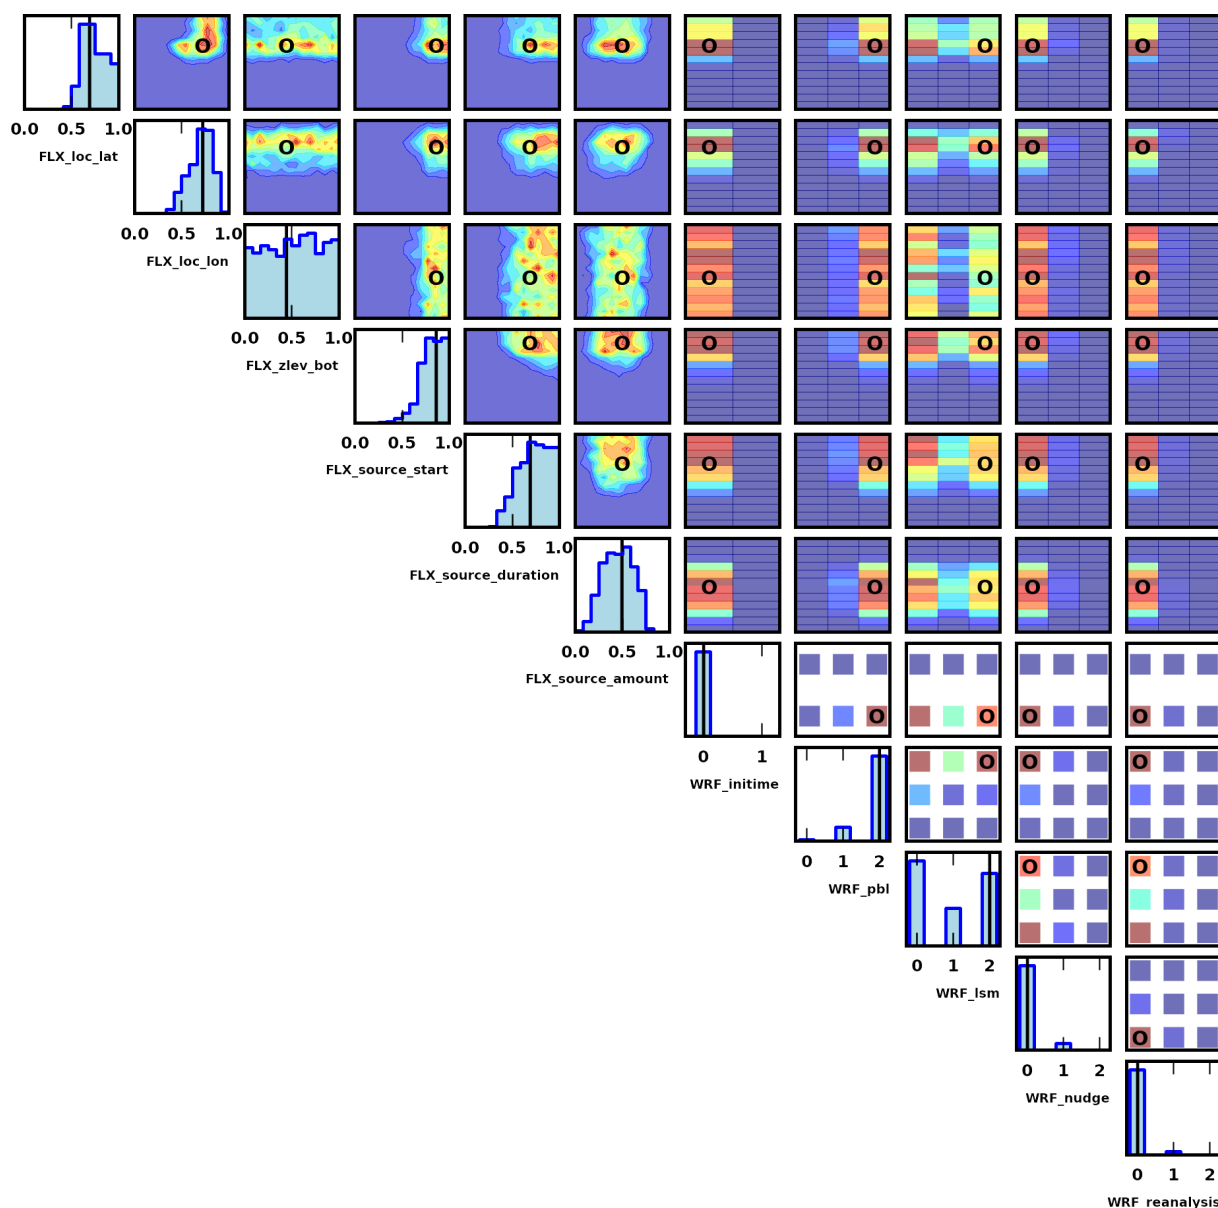 O O O O O O O O O O
0.0 0.5 1.0
FLX_loc_lat
O O O O O O O O O
0.0 0.5 1.0
FLX_loc_lon
O O O O O O O O
0.0 0.5 1.0
FLX_zlev_bot
O O O O O O O
0.0 0.5 1.0
FLX_source_start
O O O O O O
0.0 0.5 1.0
FLX_source_duration
O O O O O
0.0 0.5 1.0
FLX_source_amount
O O O O
0 1
WRF_initime
O O O
0 1 2
WRF_pbl
O O
0 1 2
WRF_lsm
O
0 1 2
WRF_nudge
0 1 2
WRF_reanalysis